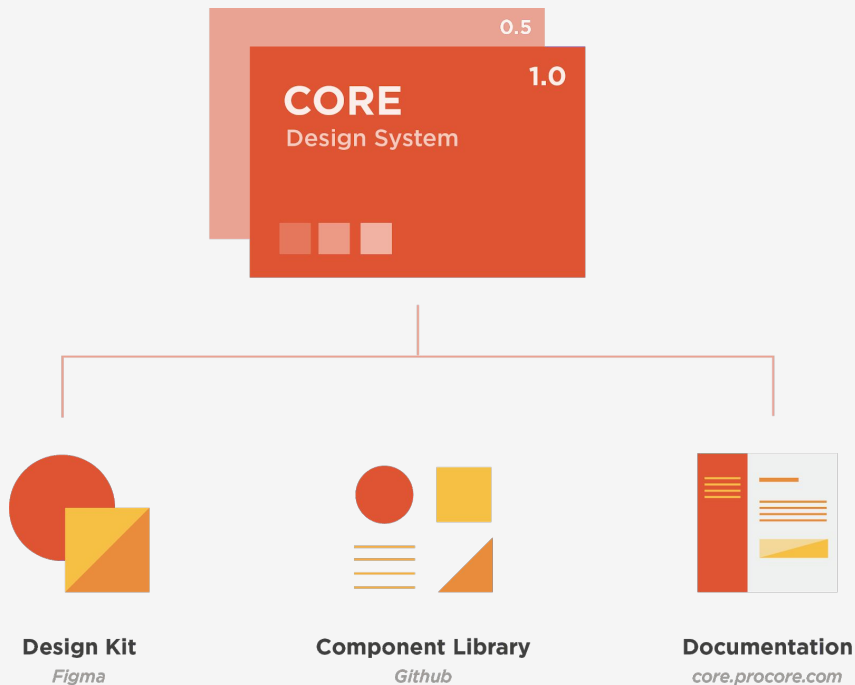 0.5
1.0
CORE
Design System
Design Kit
Figma
Component Library
Github
Documentation
core.procore.com